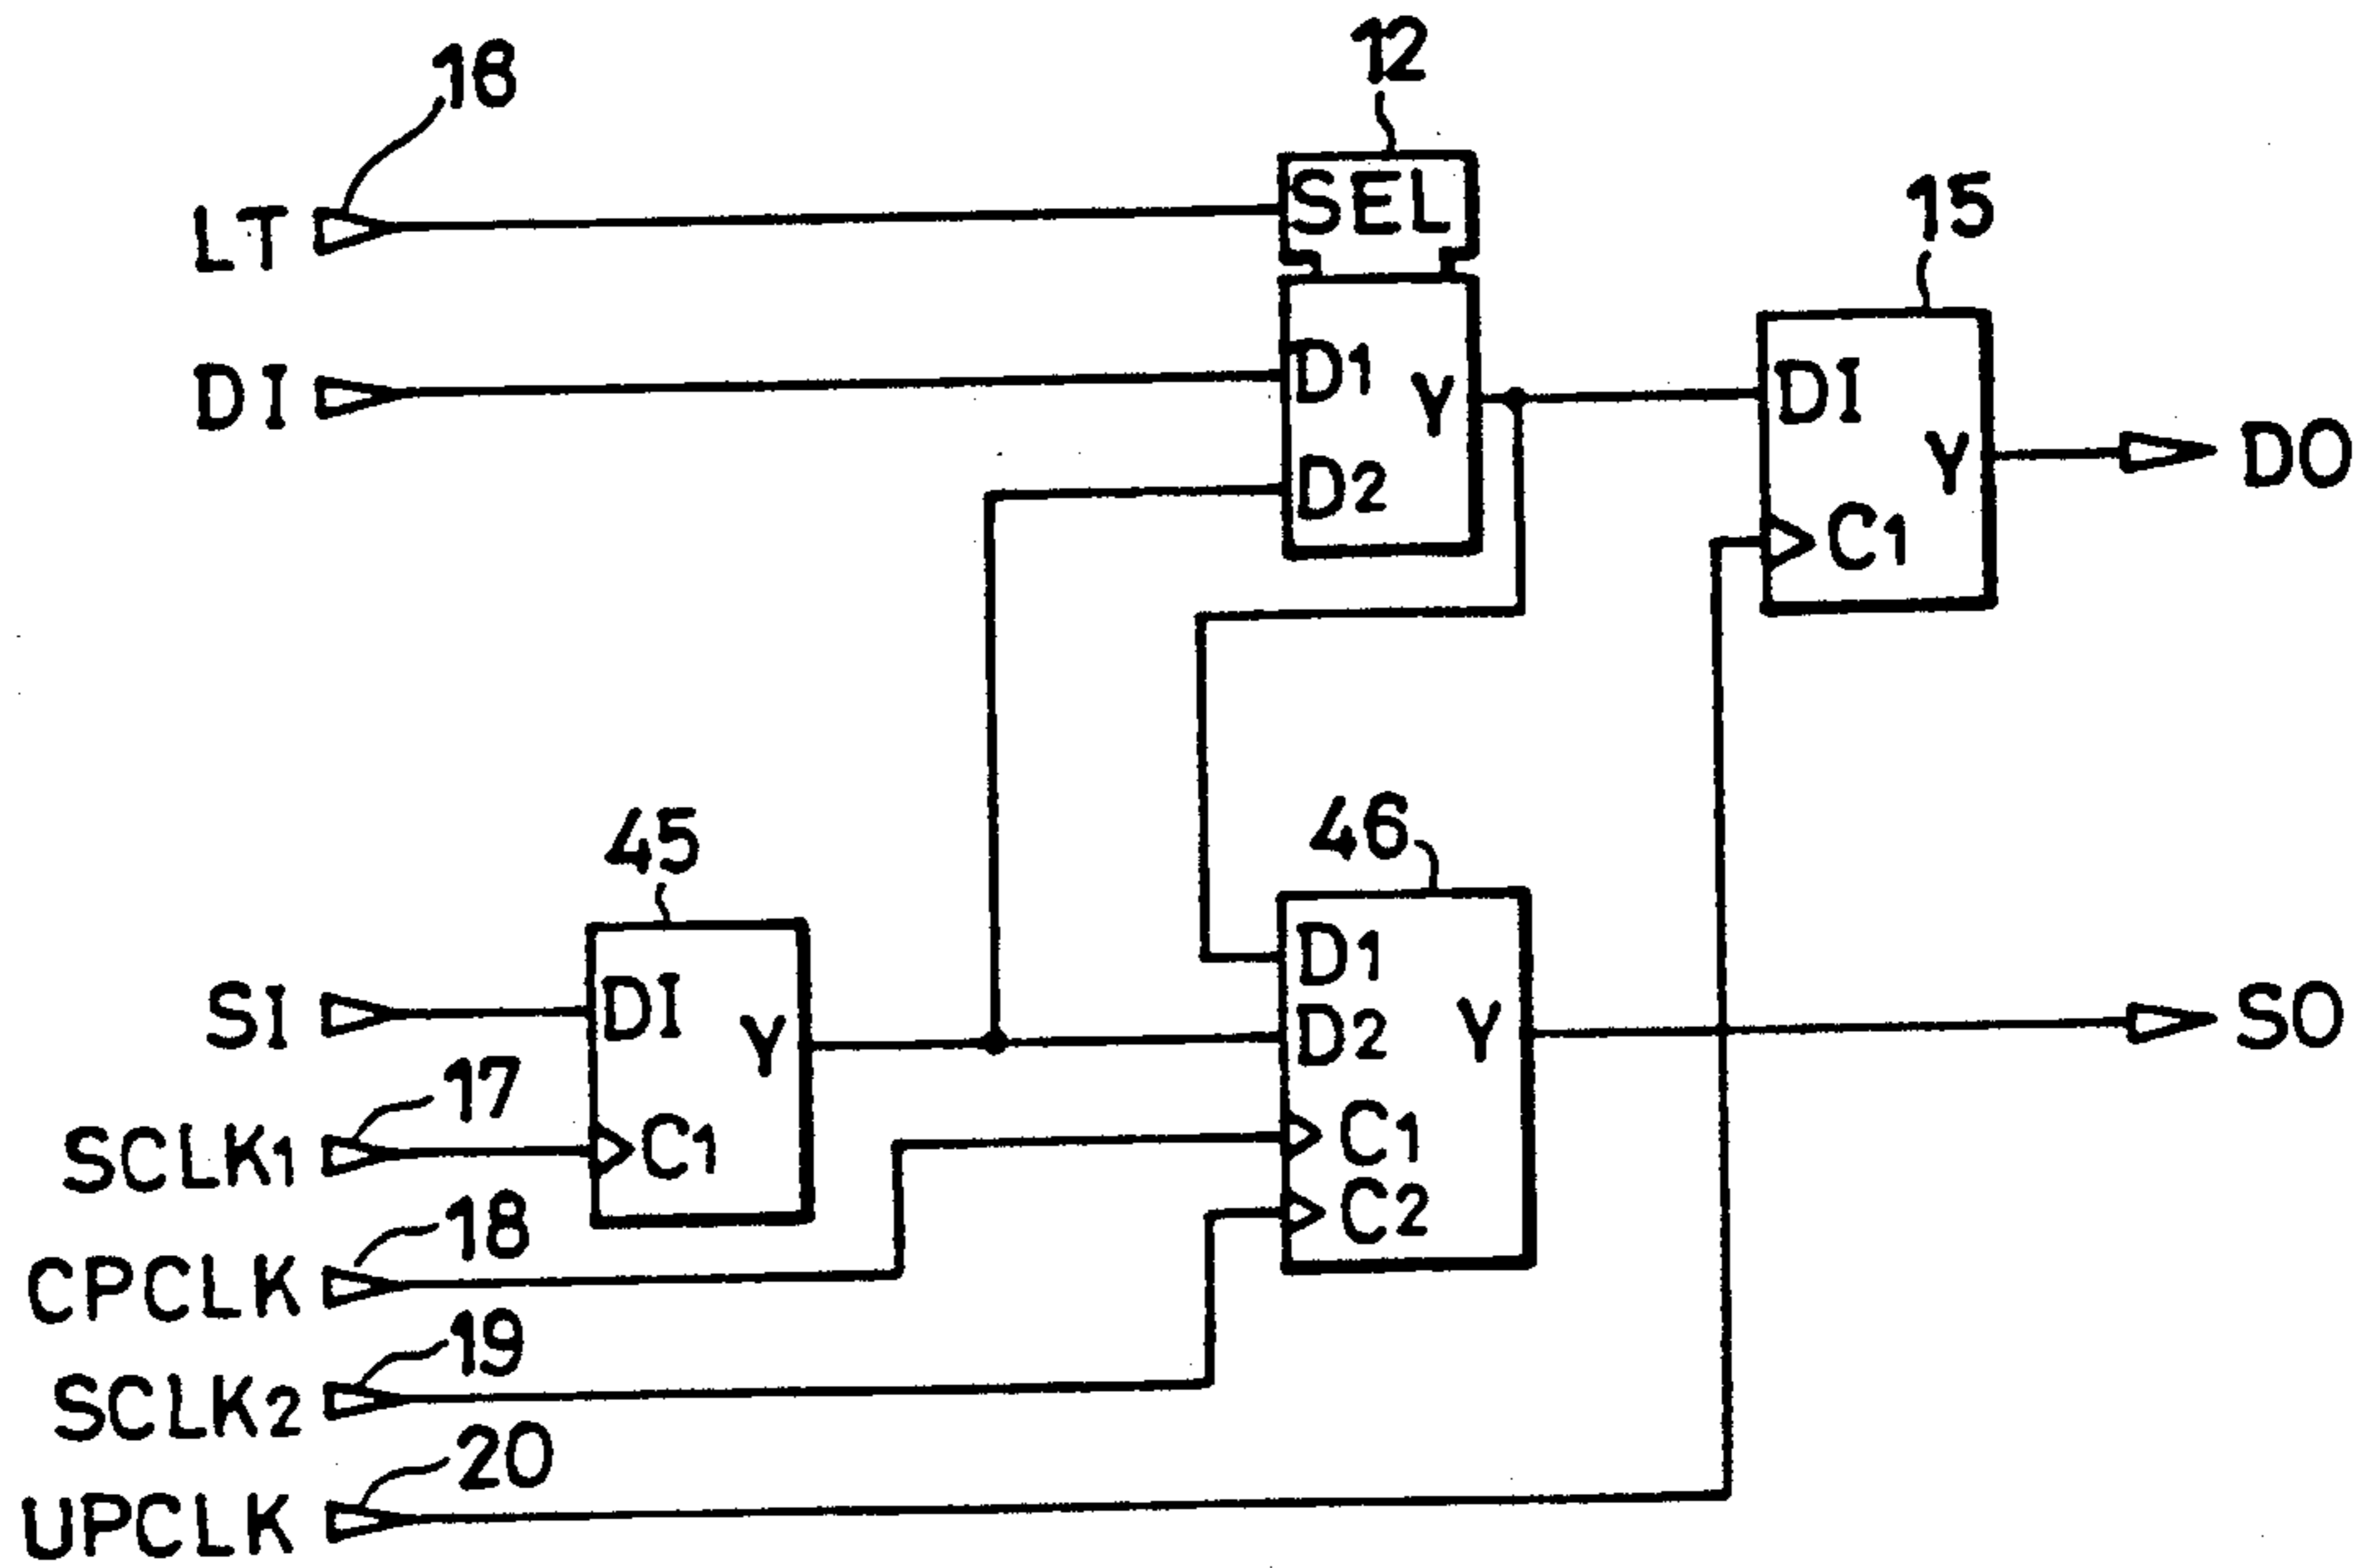 18
12
LT
SEL
15
DI
D1
Y
D2
DI
Y
C1
DO
45
46
SI
DI
Y
C1
D1
D2
Y
C1
C2
SO
17
SCLK1
18
CPCLK
19
SCLK2
20
UPCLK